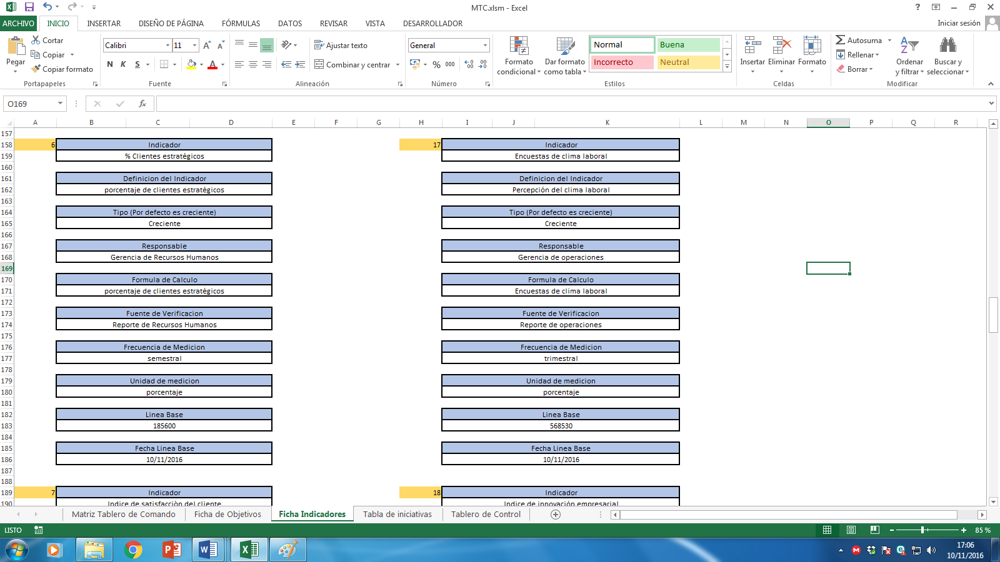 MTC.xlsm - Excel
ARCHIVO INICIO INSERTAR DISEÑO DE PÁGINA FÓRMULAS DATOS REVISAR VISTA DESARROLLADOR Iniciar sesión
Pegar
Cortar
Copiar
Copiar formato
Portapapeles
Calibri 11
N K S
Fuente
Ajustar texto
Combinar y centrar
Alineación
General
% 000
Número
Formato condicional
Dar formato como tabla
Normal Buena
Incorrecto Neutral
Estilos
Insertar Eliminar Formato
Celdas
Autosuma
Rellenar
Borrar
Ordenar y filtrar
Buscar y seleccionar
Modificar
O169
fx
A B C D E F G H I J K L M N O P Q R
157
158 6 Indicador 17 Indicador
159 % Clientes estratégicos Encuestas de clima laboral
160
161 Definicion del Indicador Definicion del Indicador
162 porcentaje de clientes estratégicos Percepción del clima laboral
163
164 Tipo (Por defecto es creciente) Tipo (Por defecto es creciente)
165 Creciente Creciente
166
167 Responsable Responsable
168 Gerencia de Recursos Humanos Gerencia de operaciones
169
170 Formula de Calculo Formula de Calculo
171 porcentaje de clientes estratégicos Encuestas de clima laboral
172
173 Fuente de Verificacion Fuente de Verificacion
174 Reporte de Recursos Humanos Reporte de operaciones
175
176 Frecuencia de Medicion Frecuencia de Medicion
177 semestral trimestral
178
179 Unidad de medicion Unidad de medicion
180 porcentaje porcentaje
181
182 Linea Base Linea Base
183 185600 568530
184
185 Fecha Linea Base Fecha Linea Base
186 10/11/2016 10/11/2016
187
188
189 7 Indicador 18 Indicador
190 Indice de satisfacciòn del cliente Indice de innovación empresarial
Matriz Tablero de Comando Ficha de Objetivos Ficha Indicadores Tabla de iniciativas Tablero de Control
LISTO 85 %
17:06
10/11/2016